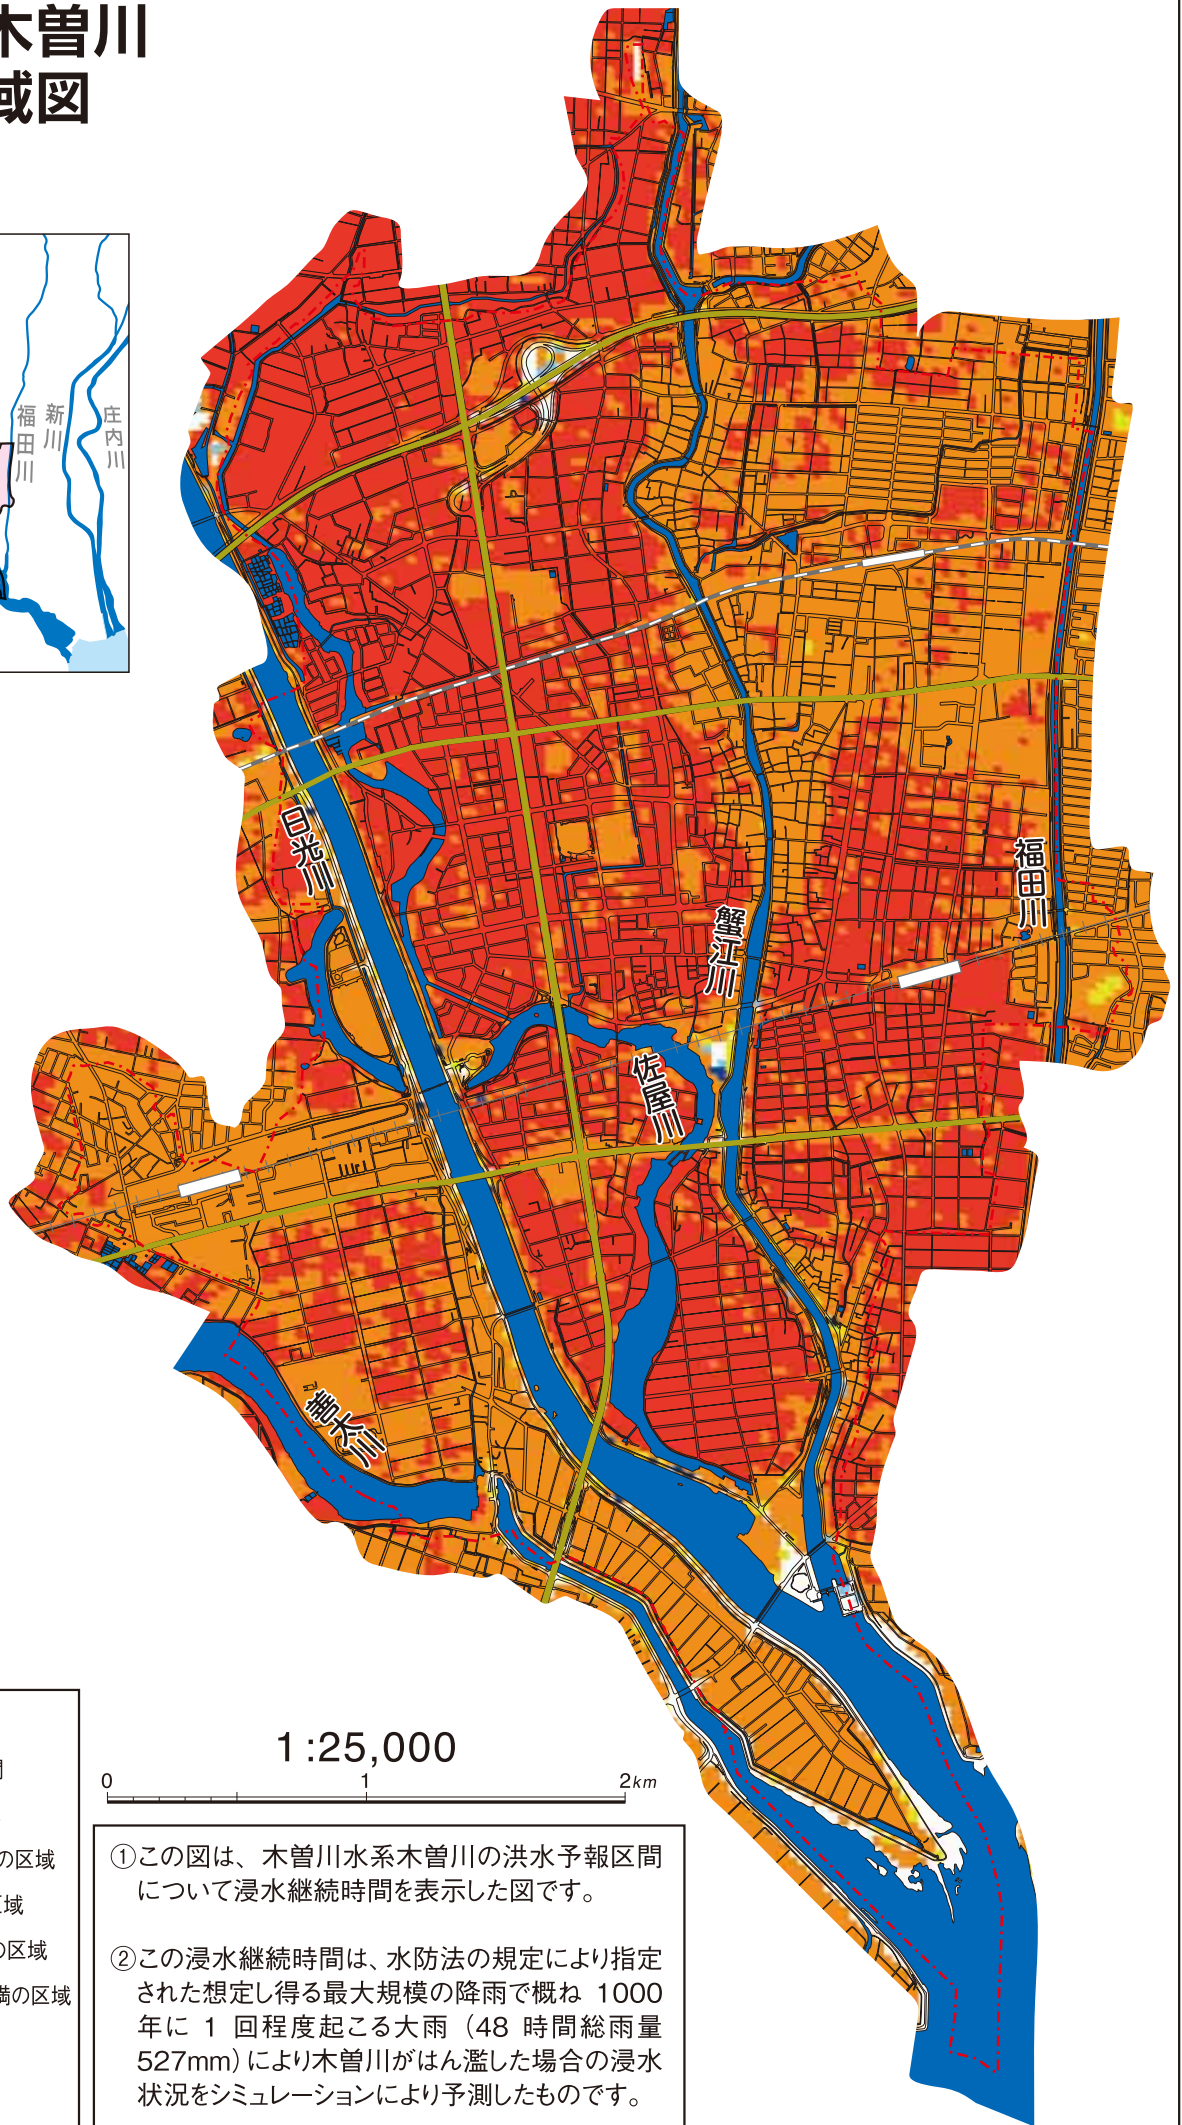 木曽川
域図
福田川
新川
庄内川
日光川
蟹江川
福田川
佐屋川
善太川
の区域
区域
の区域
満の区域
1:25,000
0 1 2km
①この図は、木曽川水系木曽川の洪水予報区間
について浸水継続時間を表示した図です。
②この浸水継続時間は、水防法の規定により指定
された想定し得る最大規模の降雨で概ね 1000
年に 1 回程度起こる大雨（48 時間総雨量
527mm）により木曽川がはん濫した場合の浸水
状況をシミュレーションにより予測したものです。